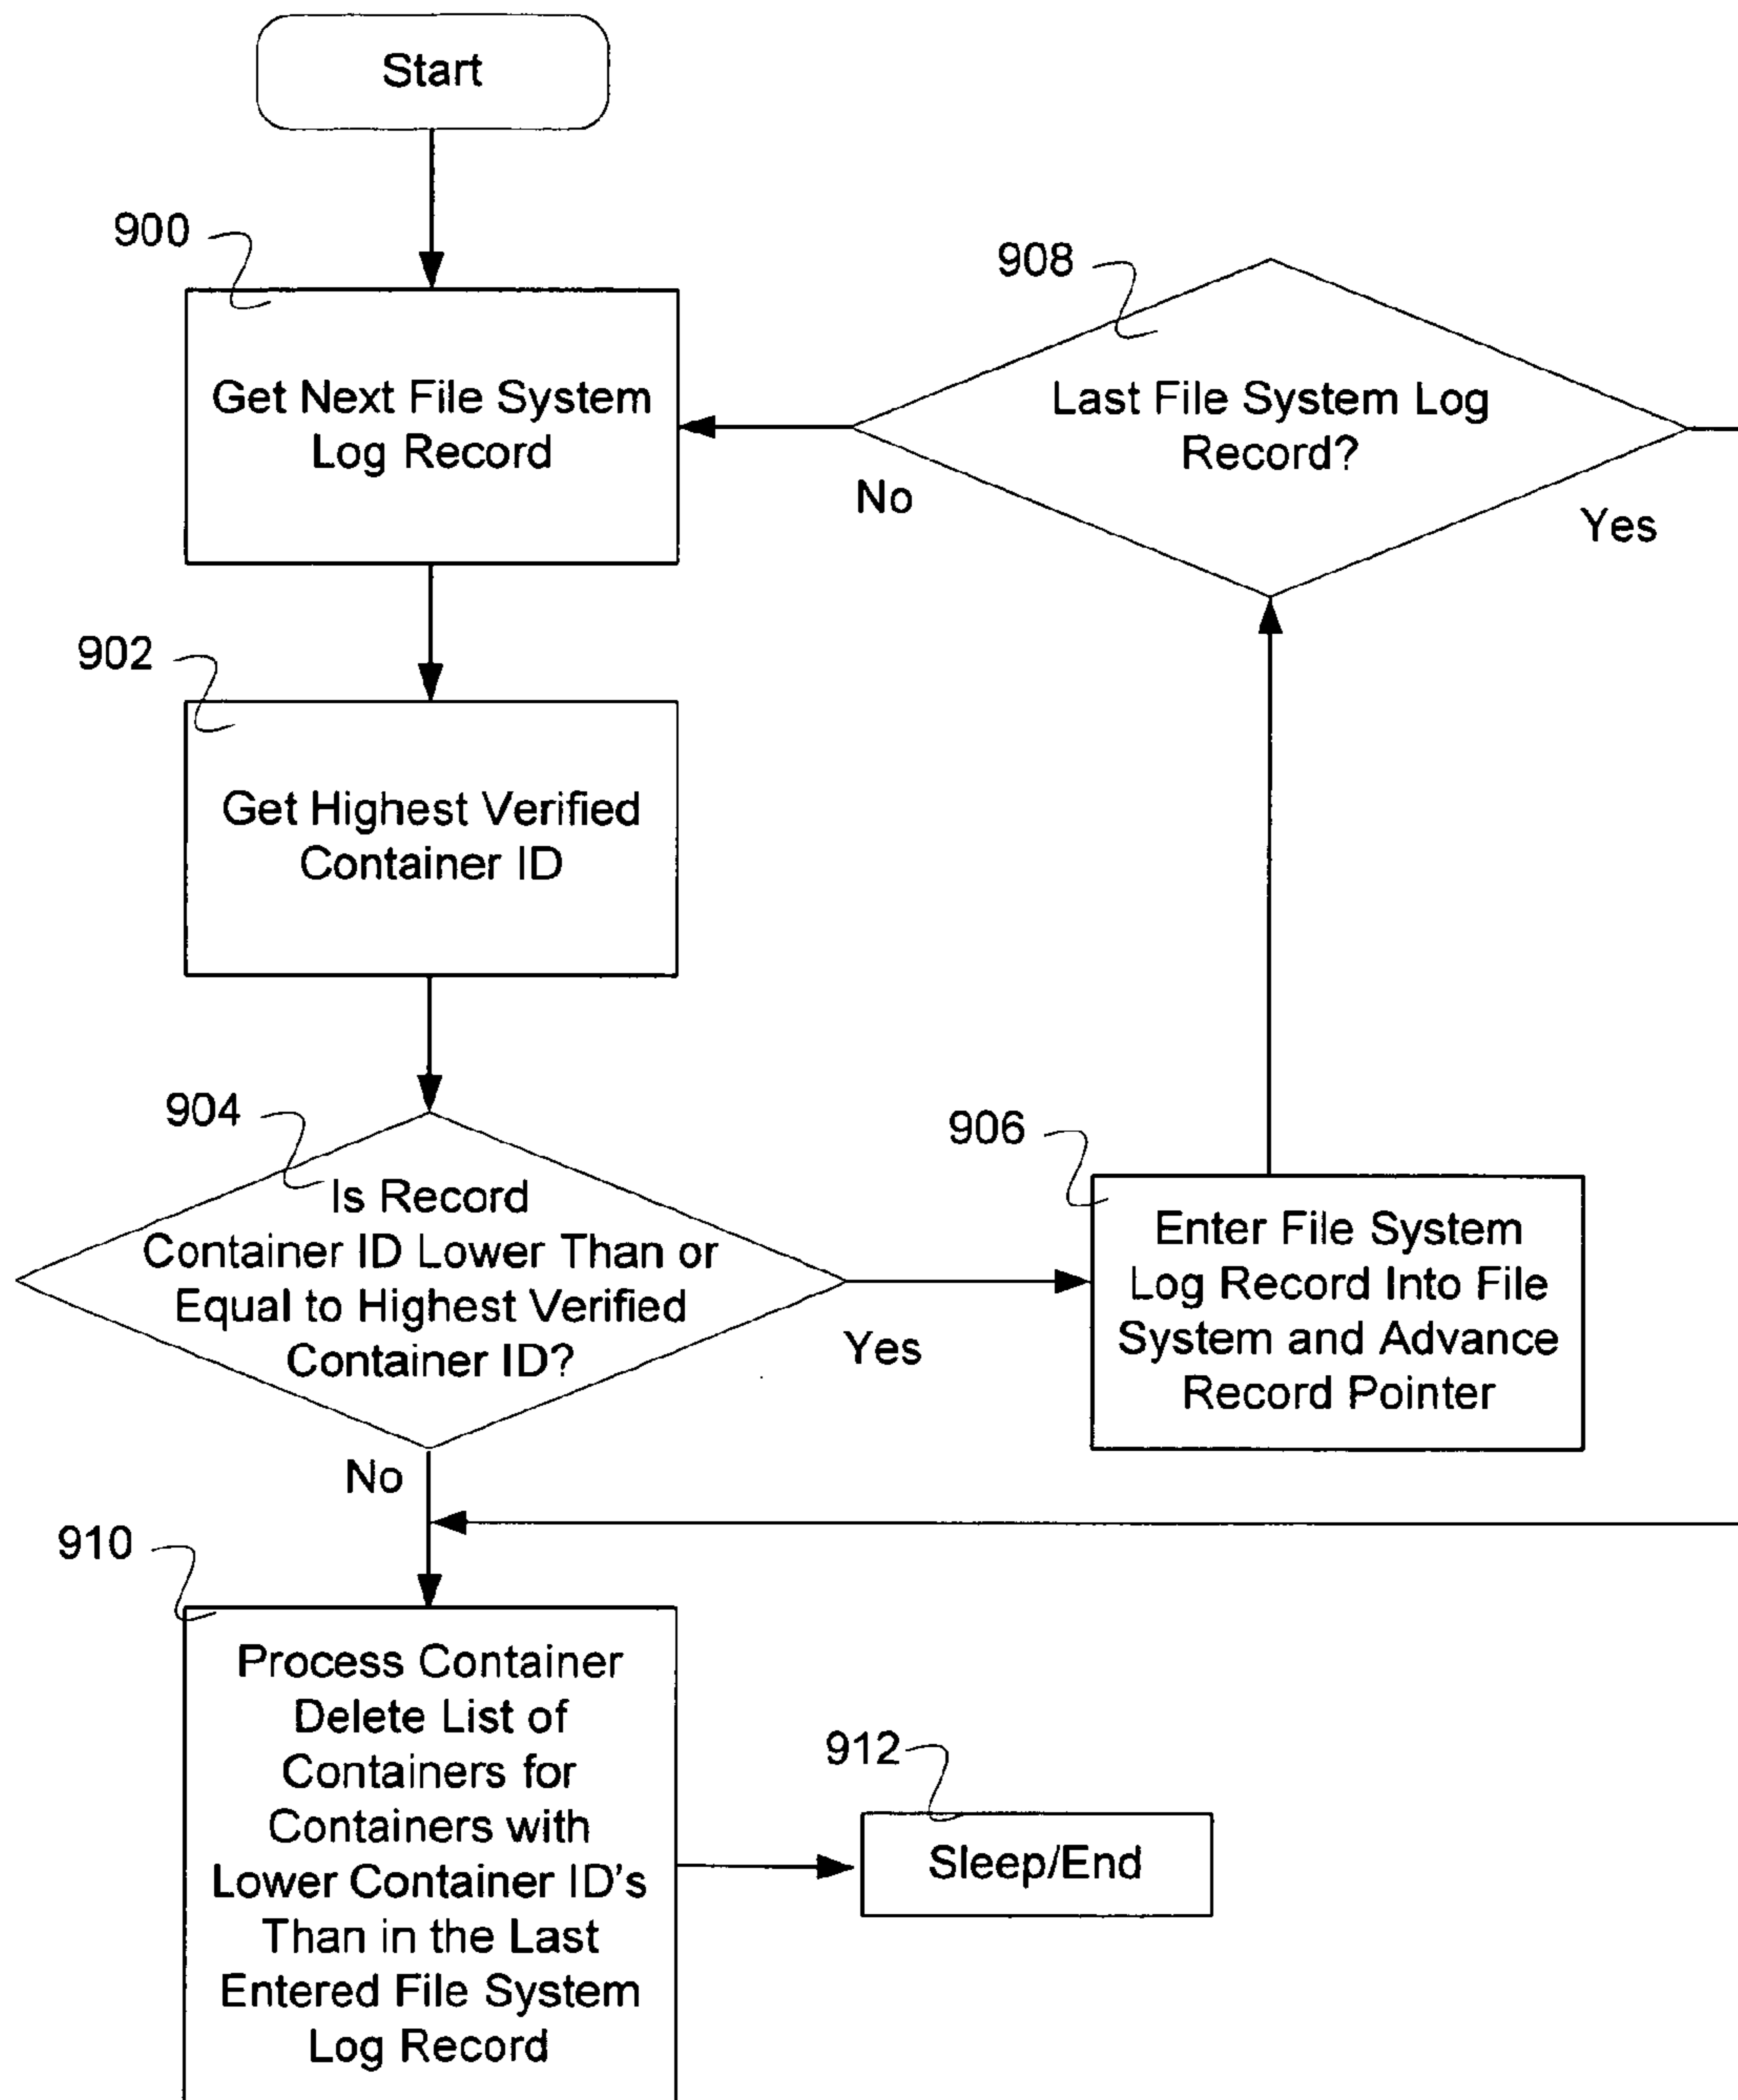 Start
900
Get Next File System
Log Record
908
Last File System Log
Record?
No
Yes
902
Get Highest Verified
Container ID
904
Is Record
Container ID Lower Than or
Equal to Highest Verified
Container ID?
Yes
No
906
Enter File System
Log Record Into File
System and Advance
Record Pointer
910
Process Container
Delete List of
Containers for
Containers with
Lower Container ID's
Than in the Last
Entered File System
Log Record
912
Sleep/End